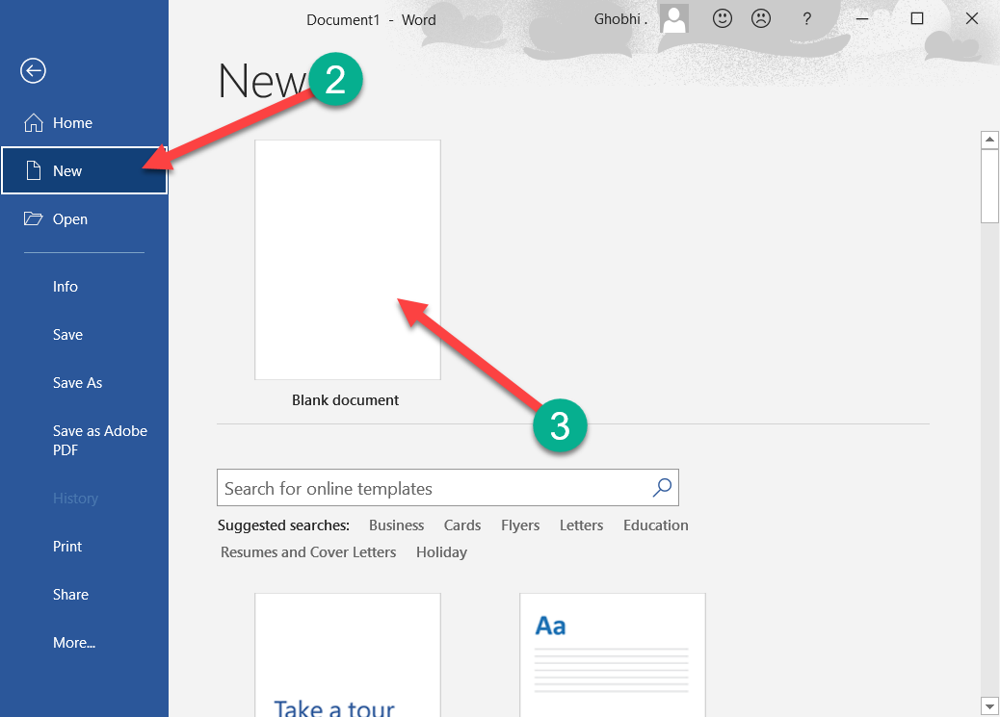 Document1 - Word
Ghobhi .
?
Home
New
Open
Info
Save
Save As
Save as Adobe
PDF
History
Print
Share
More...
New
2
Blank document
3
Search for online templates
Suggested searches: Business Cards Flyers Letters Education
Resumes and Cover Letters Holiday
Take a tour
Aa